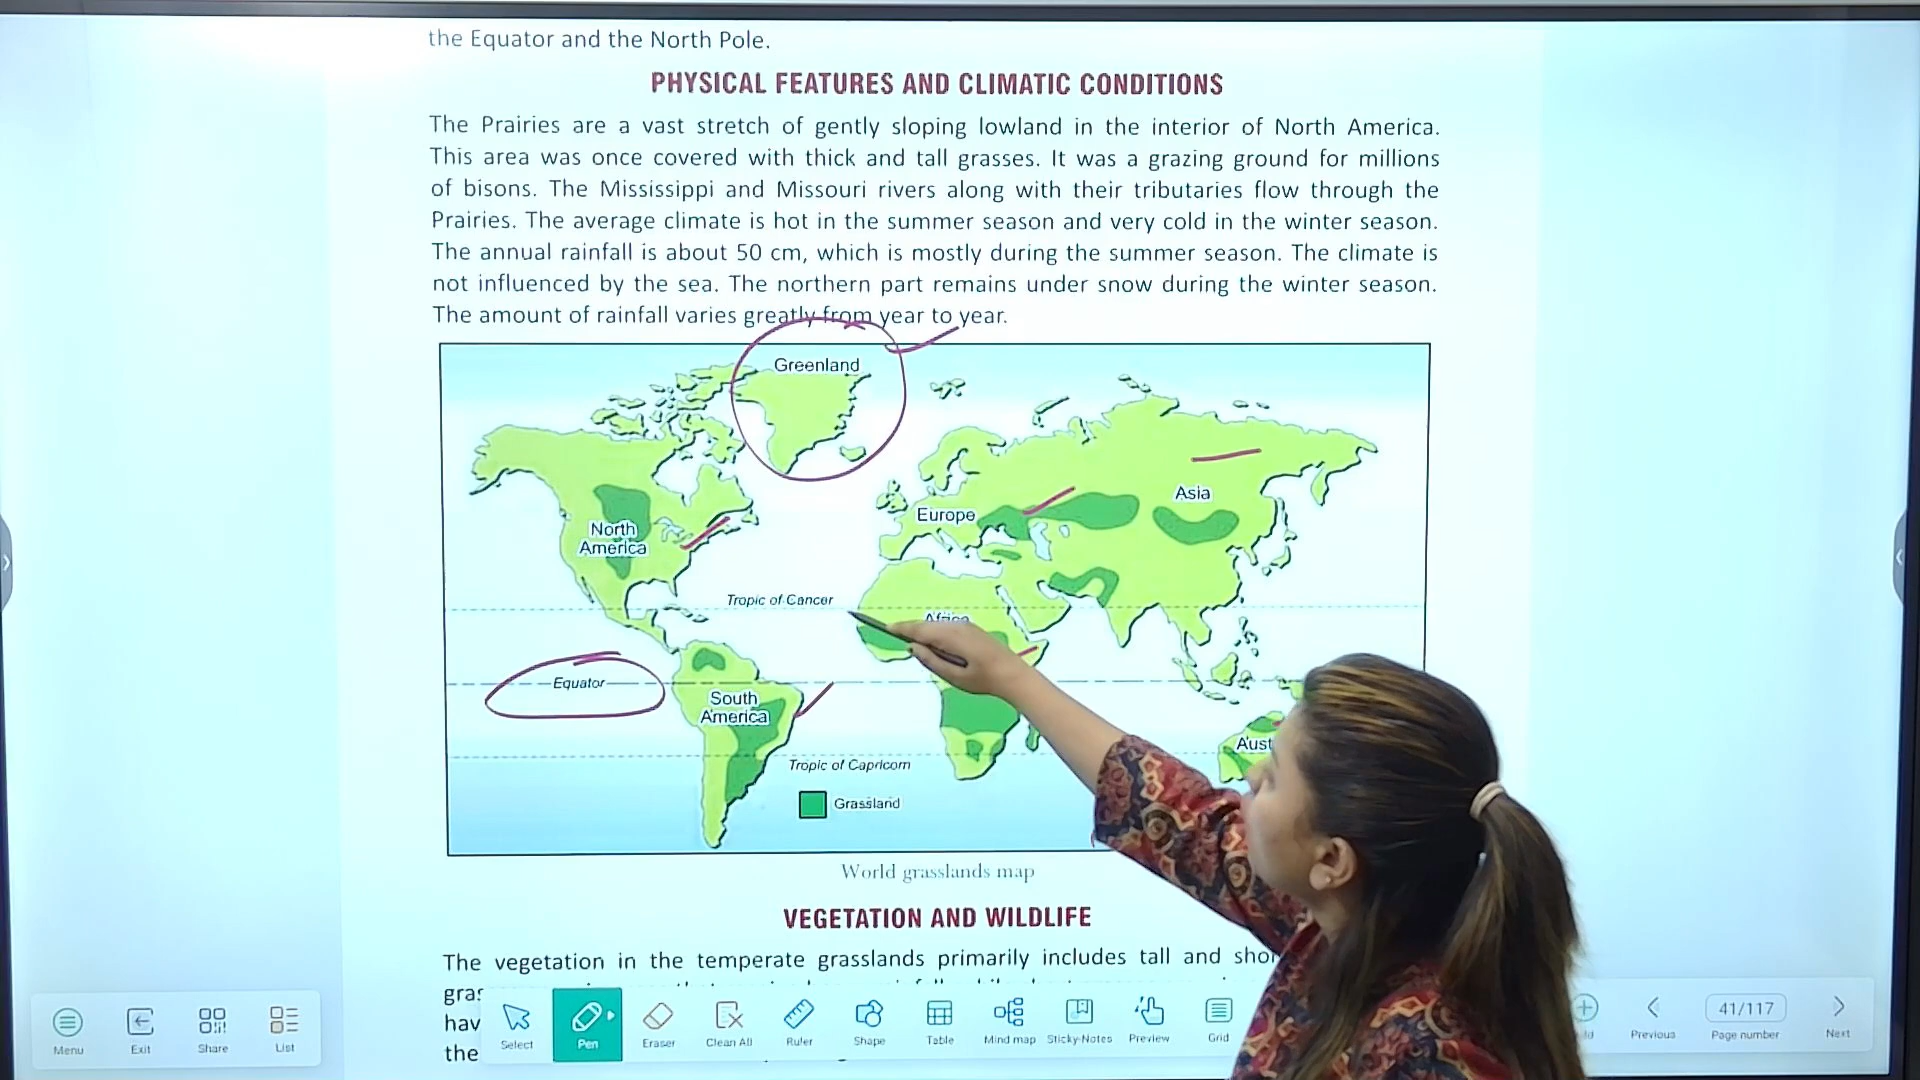 the Equator and the North Pole.
PHYSICAL FEATURES AND CLIMATIC CONDITIONS
The Prairies are a vast stretch of gently sloping lowland in the interior of North America.
This area was once covered with thick and tall grasses. It was a grazing ground for millions
of bisons. The Mississippi and Missouri rivers along with their tributaries flow through the
Prairies. The average climate is hot in the summer season and very cold in the winter season.
The annual rainfall is about 50 cm, which is mostly during the summer season. The climate is
not influenced by the sea. The northern part remains under snow during the winter season.
The amount of rainfall varies greatly from year to year.
Greenland
Asia
Europe
North
America
Tropic of Cancer
Africa
Equator
South
America
Aust
Tropic of Capricorn
Grassland
World grasslands map
VEGETATION AND WILDLIFE
The vegetation in the temperate grasslands primarily includes tall and
hav
the
Menu
Exit
Share
List
Select
Pen
Eraser
Clean All
Ruler
Shape
Table
Mind map
Sticky-Notes
Preview
Grid
Previous
41/117
Page number
Next